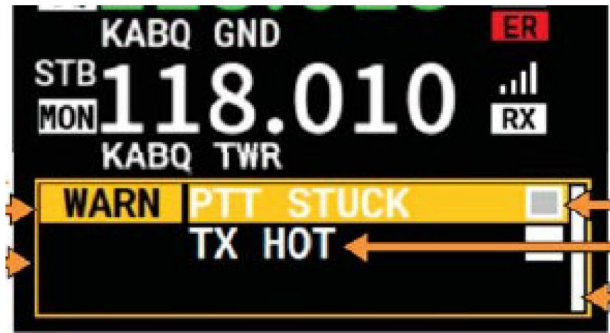 KABQ GND
ER
STB
MON
118.010
RX
KABQ TWR
WARN PTT STUCK
TX HOT